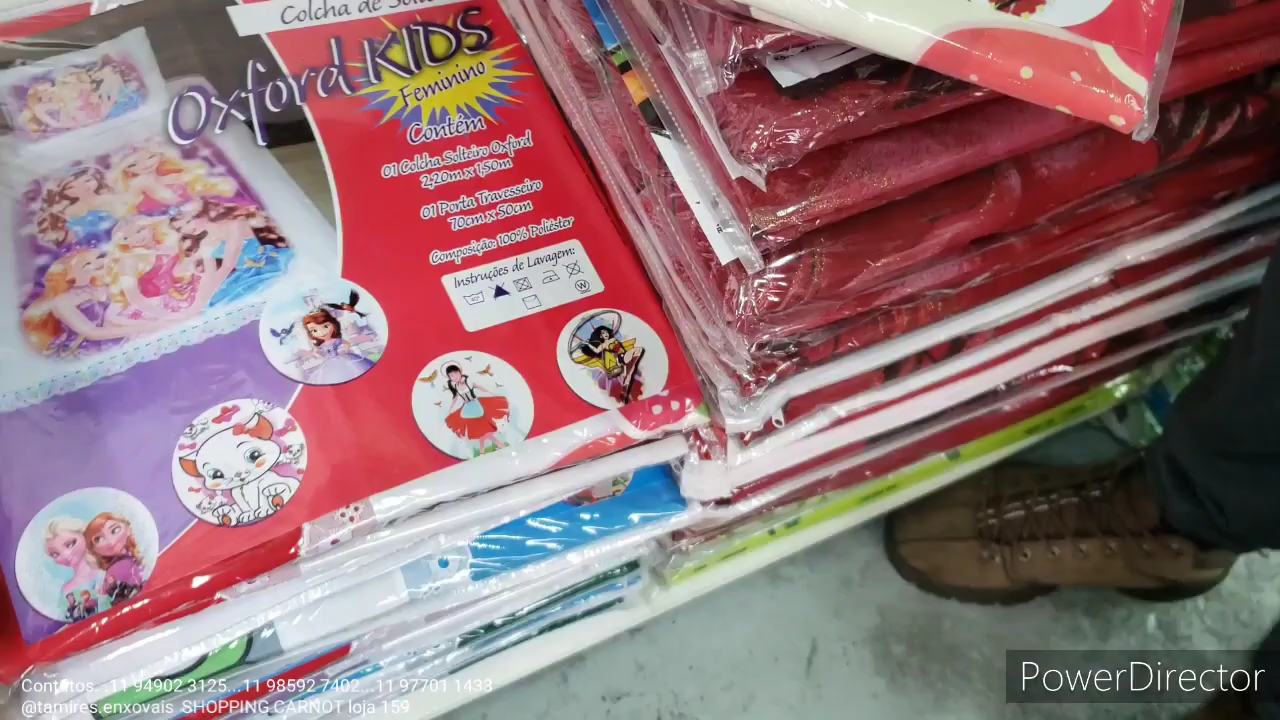 Colcha de
Oxford KIDS
Feminino
Contém
01 Colcha Solteiro Oxford
2,20m x 1,50m
01 Porta Travesseiro
70cm x 50cm
Composição: 100% Poliéster
Instruções de Lavagem:
Contatos. .11 94902 3125...11 98592 7402...11 97701 1433
@tamires.enxovais SHOPPING CARNOT loja 159
PowerDirector